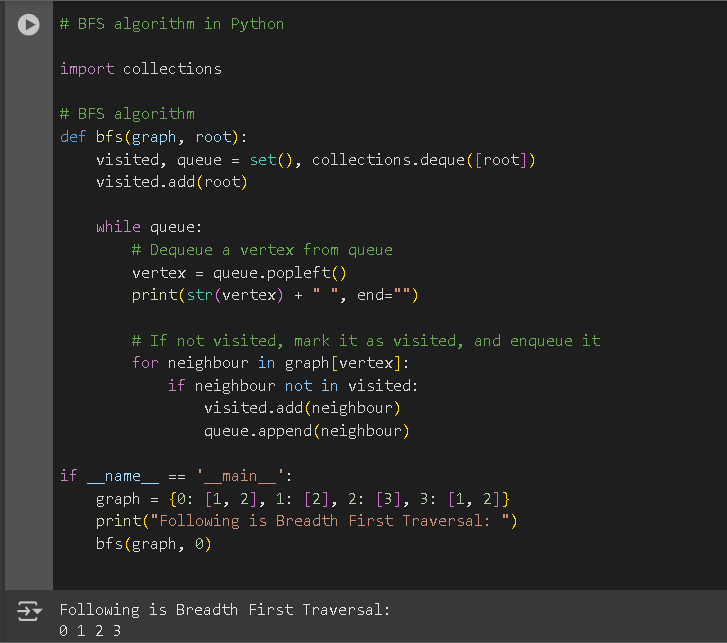 # BFS algorithm in Python
import collections
# BFS algorithm
def bfs(graph, root):
    visited, queue = set(), collections.deque([root])
    visited.add(root)
    while queue:
        # Dequeue a vertex from queue
        vertex = queue.popleft()
        print(str(vertex) + " ", end="")
        # If not visited, mark it as visited, and enqueue it
        for neighbour in graph[vertex]:
            if neighbour not in visited:
                visited.add(neighbour)
                queue.append(neighbour)
if __name__ == '__main__':
    graph = {0: [1, 2], 1: [2], 2: [3], 3: [1, 2]}
    print("Following is Breadth First Traversal: ")
    bfs(graph, 0)
Following is Breadth First Traversal:
0 1 2 3